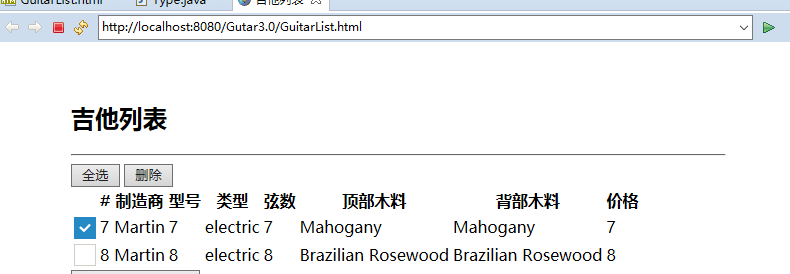 GuitarList.html Type.java 吉他列表
http://localhost:8080/Gutar3.0/GuitarList.html
吉他列表
全选 删除
# 制造商 型号 类型 弦数 顶部木料 背部木料 价格
7 Martin 7 electric 7 Mahogany Mahogany 7
8 Martin 8 electric 8 Brazilian Rosewood Brazilian Rosewood 8